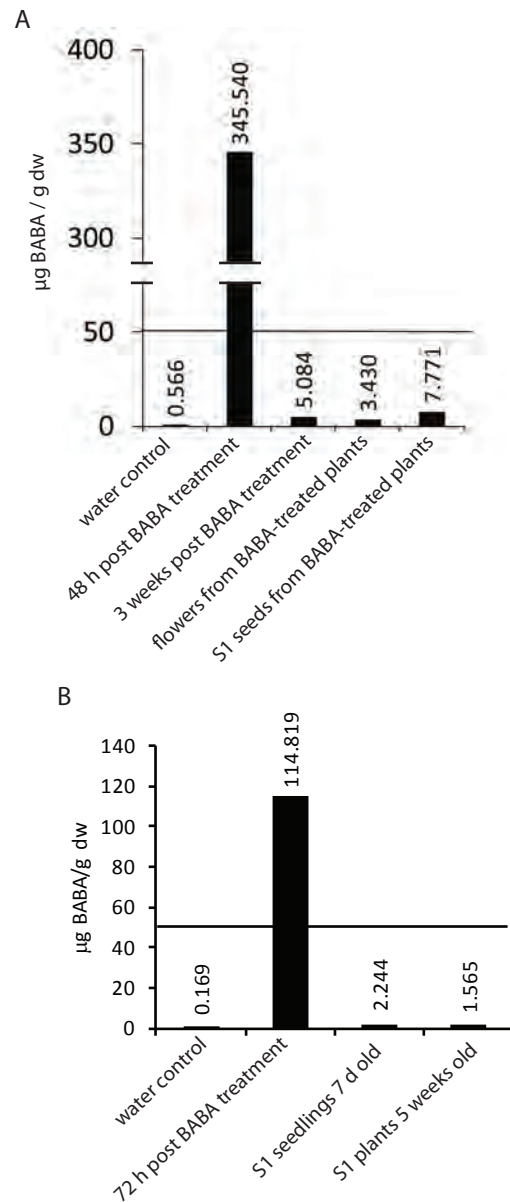 A
400
350
300
50
0
µg BABA / g dw
0.566
345.540
5.084
3.430
7.771
water control
48 h post BABA treatment
3 weeks post BABA treatment
flowers from BABA-treated plants
S1 seeds from BABA-treated plants
B
140
120
100
80
60
40
20
0
µg BABA/g dw
0.169
114.819
2.244
1.565
water control
72 h post BABA treatment
S1 seedlings 7 d old
S1 plants 5 weeks old